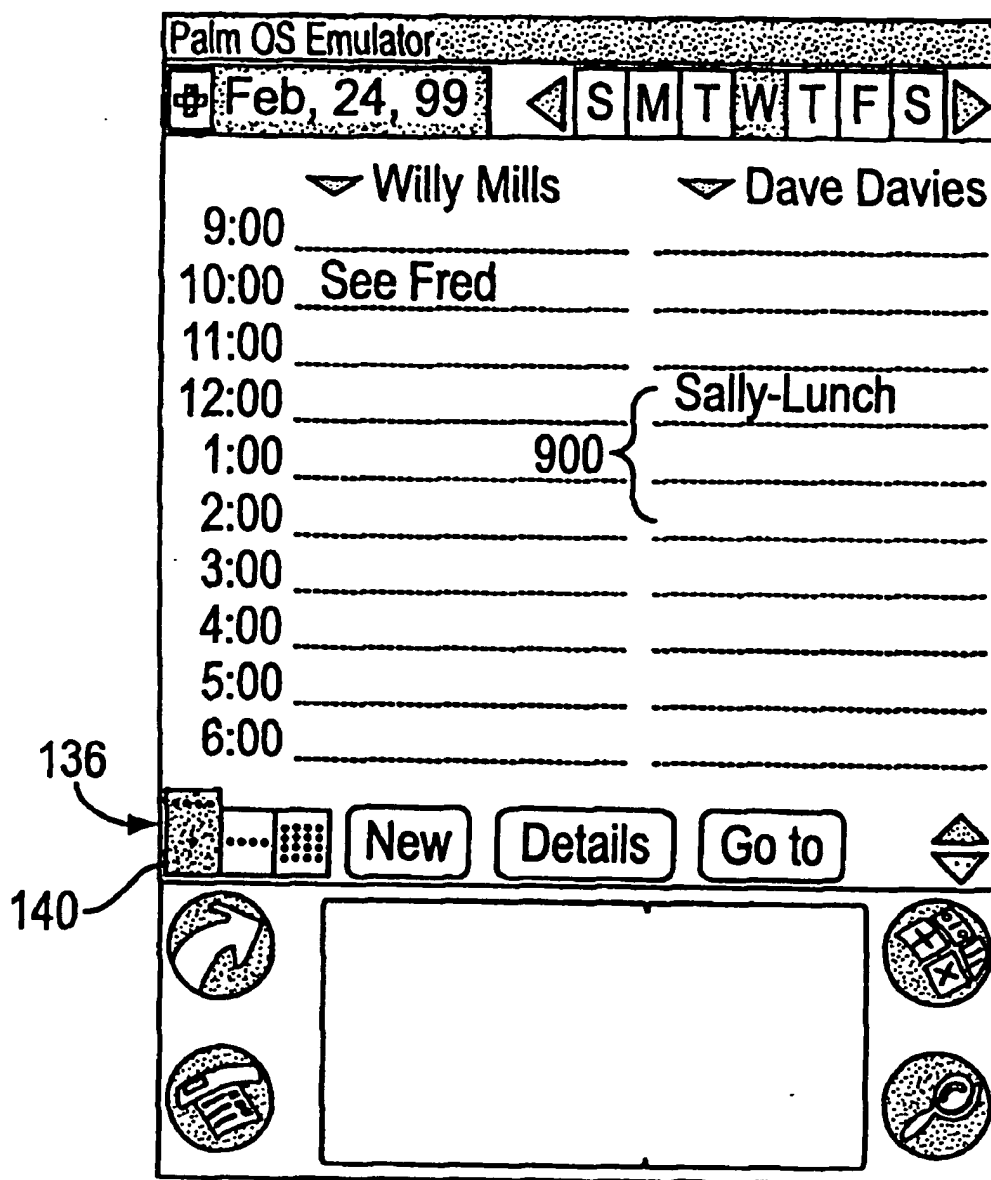 Palm OS Emulator
Feb, 24, 99 S M T W T F S
Willy Mills Dave Davies
9:00
10:00 See Fred
11:00
12:00 Sally-Lunch
1:00 900
2:00
3:00
4:00
5:00
6:00
136
New Details Go to
140